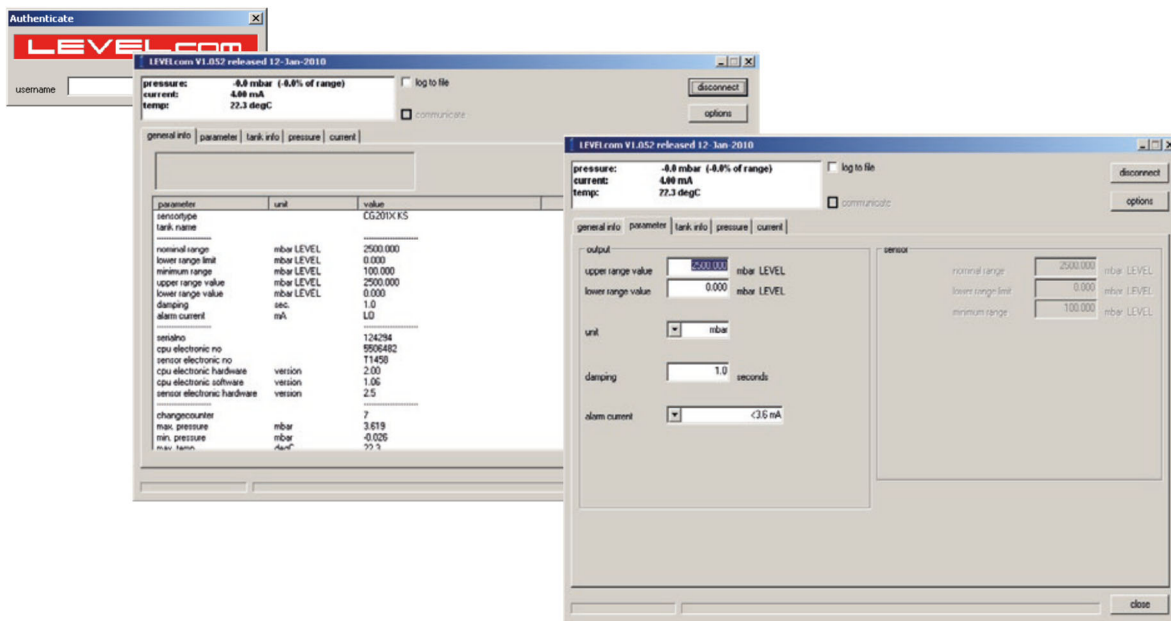 Authenticate
LEVEL.com
username
LEVELcom V1.052 released 12-Jan-2010
pressure: -0.0 mbar (-0.0% of range)
current: 4.00 mA
temp: 22.3 degC
log to file
communicate
disconnect
options
general info parameter tank info pressure current
parameter unit value
sensortype CG201X KS
tank name
nominal range mbar LEVEL 2500.000
lower range limit mbar LEVEL 0.000
minimum range mbar LEVEL 100.000
upper range value mbar LEVEL 2500.000
lower range value mbar LEVEL 0.000
damping sec. 1.0
alarm current mA LO
serialno 124294
cpu electronic no 5506482
sensor electronic no T1458
cpu electronic hardware version 2.00
cpu electronic software version 1.06
sensor electronic hardware version 2.5
changecounter 7
max. pressure mbar 3.619
min. pressure mbar -0.026
max. temp degC 22.3
LEVELcom V1.052 released 12-Jan-2010
pressure: -0.0 mbar (-0.0% of range)
current: 4.00 mA
temp: 22.3 degC
log to file
communicate
disconnect
options
general info parameter tank info pressure current
output
upper range value 2500.000 mbar LEVEL
lower range value 0.000 mbar LEVEL
unit mbar
damping 1.0 seconds
alarm current <3.6 mA
sensor
nominal range 2500.000 mbar LEVEL
lower range limit 0.000 mbar LEVEL
minimum range 100.000 mbar LEVEL
close